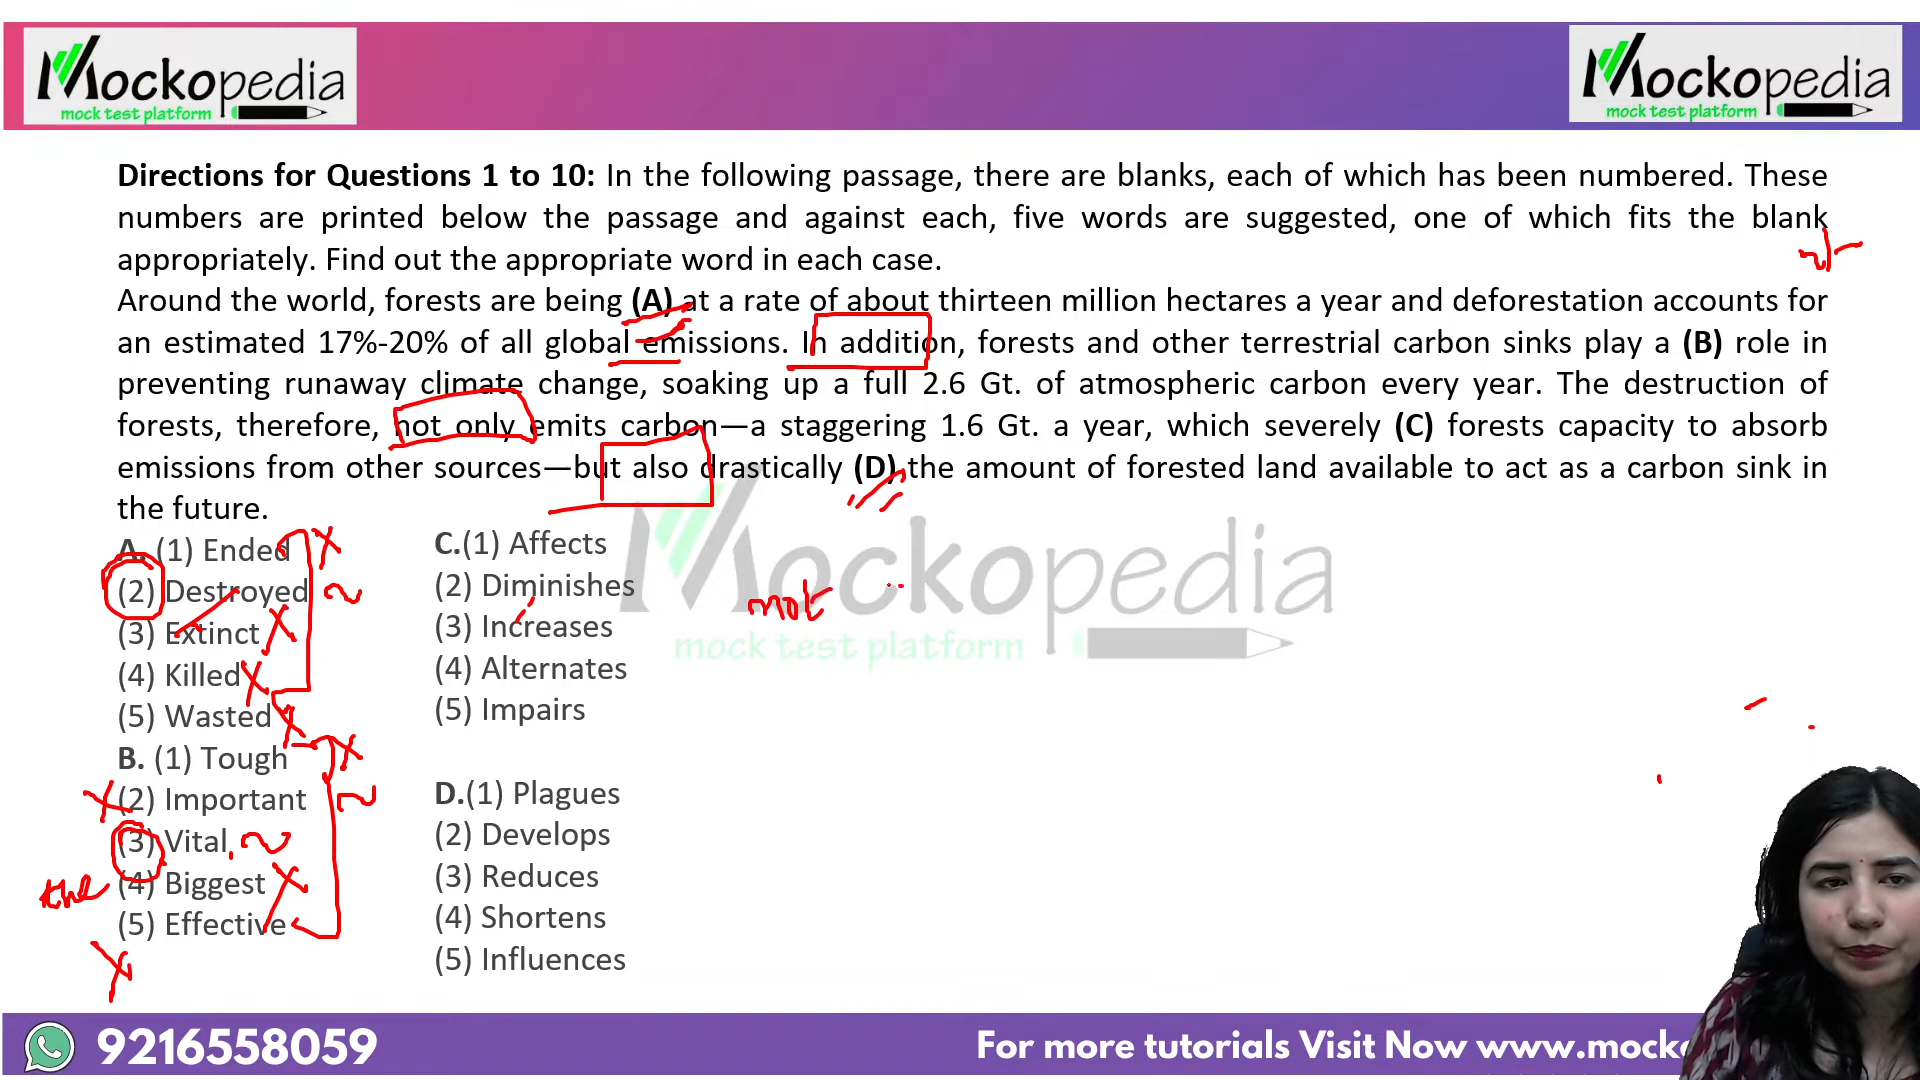 Mockopedia
mock test platform
Mockopedia
mock test platform
Directions for Questions 1 to 10: In the following passage, there are blanks, each of which has been numbered. These
numbers are printed below the passage and against each, five words are suggested, one of which fits the blank
appropriately. Find out the appropriate word in each case.
Around the world, forests are being (A) at a rate of about thirteen million hectares a year and deforestation accounts for
an estimated 17%-20% of all global emissions. In addition, forests and other terrestrial carbon sinks play a (B) role in
preventing runaway climate change, soaking up a full 2.6 Gt. of atmospheric carbon every year. The destruction of
forests, therefore, not only emits carbon—a staggering 1.6 Gt. a year, which severely (C) forests capacity to absorb
emissions from other sources—but also drastically (D) the amount of forested land available to act as a carbon sink in
the future.
A. (1) Ended
(2) Destroyed
(3) Extinct
(4) Killed
(5) Wasted
B. (1) Tough
(2) Important
(3) Vital
the
(4) Biggest
(5) Effective
C.(1) Affects
(2) Diminishes
(3) Increases
(4) Alternates
(5) Impairs
D.(1) Plagues
(2) Develops
(3) Reduces
(4) Shortens
(5) Influences
not
Mockopedia
mock test platform
9216558059
For more tutorials Visit Now www.mock